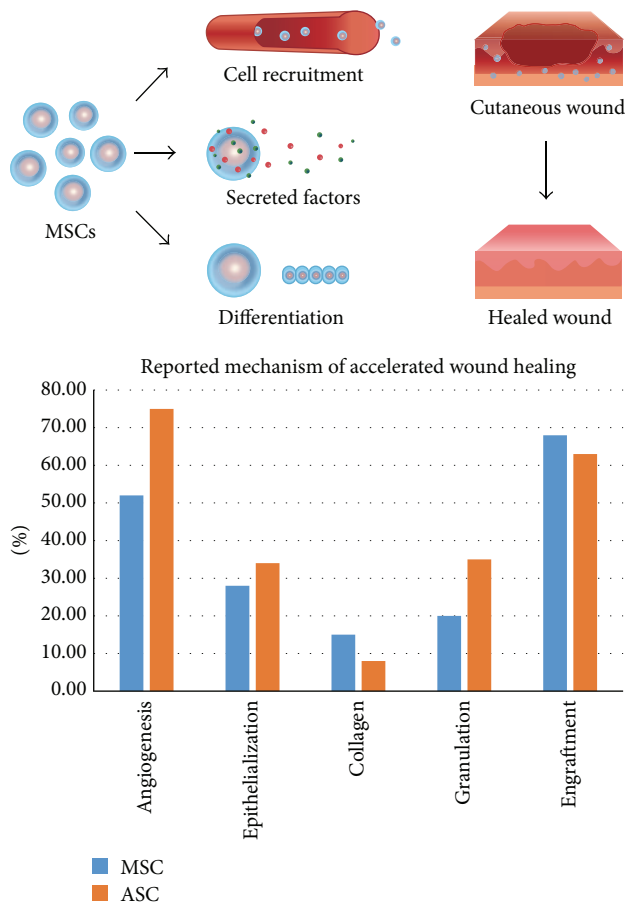 Cell recruitment
Cutaneous wound
MSCs
Secreted factors
Differentiation
Healed wound
Reported mechanism of accelerated wound healing
(%)
80.00
70.00
60.00
50.00
40.00
30.00
20.00
10.00
0.00
Angiogenesis
Epithelialization
Collagen
Granulation
Engraftment
MSC
ASC